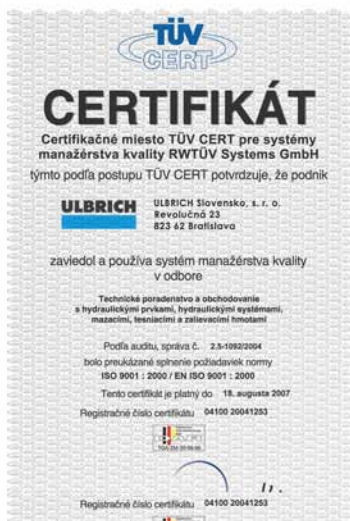 TÜV
CERT
CERTIFIKÁT
Certifikačné miesto TÜV CERT pre systémy
manažérstva kvality RWTÜV Systems GmbH
týmto podľa postupu TÜV CERT potvrdzuje, že podnik
ULBRICH
ULBRICH Slovensko, s. r. o.
Revolučná 23
823 62 Bratislava
zaviedol a používa systém manažérstva kvality
v odbore
Technické poradenstvo a obchodovanie
s hydraulickými prvkami, hydraulickými systémami,
mazacími, tesniacimi a zalievacími hmotami
Podľa auditu, správa č. 2.5-1092/2004
bolo preukázané splnenie požiadaviek normy
ISO 9001 : 2000 / EN ISO 9001 : 2000
Tento certifikát je platný do 18. augusta 2007
Registračné číslo certifikátu 04100 20041253
Registračné číslo certifikátu 04100 20041253